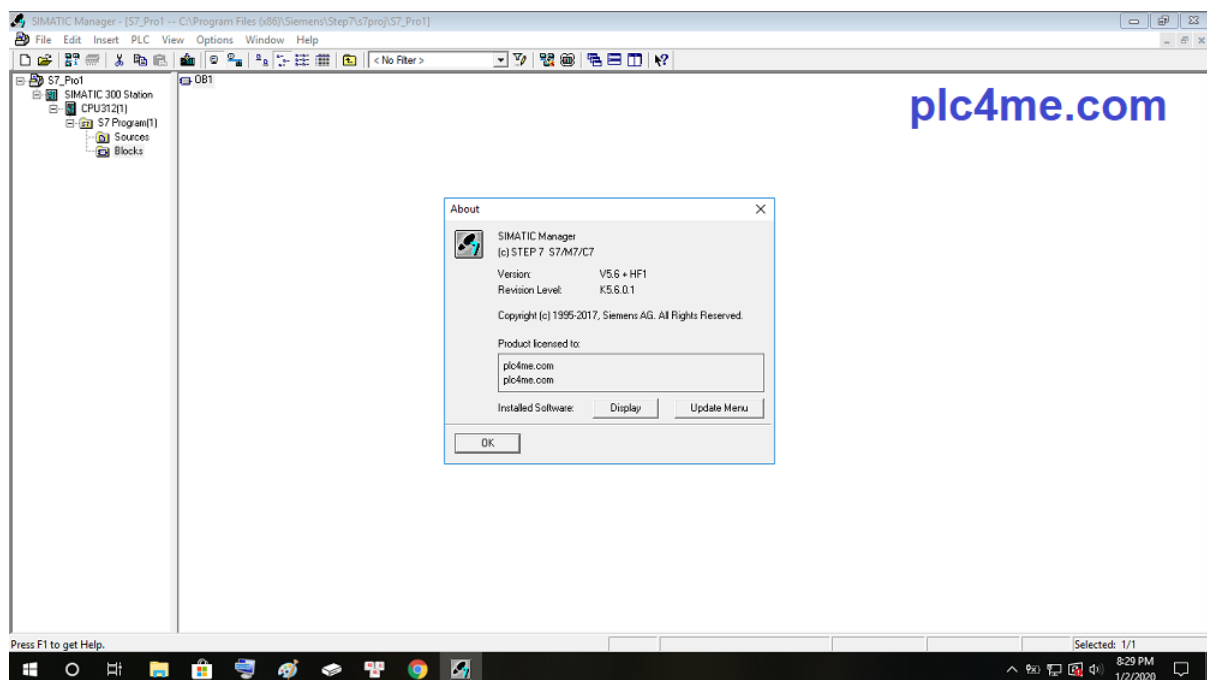 SIMATIC Manager - [S7_Pro1 -- C:\Program Files (x86)\Siemens\Step7\s7proj\S7_Pro1]
File Edit Insert PLC View Options Window Help
< No Filter >
S7_Pro1
SIMATIC 300 Station
CPU312(1)
S7 Program(1)
Sources
Blocks
OB1
plc4me.com
About
SIMATIC Manager
(c) STEP 7 S7/M7/C7
Version: V5.6 + HF1
Revision Level: K5.6.0.1
Copyright (c) 1995-2017, Siemens AG. All Rights Reserved.
Product licensed to:
plc4me.com
plc4me.com
Installed Software: Display Update Menu
OK
Press F1 to get Help.
Selected: 1/1
8:29 PM
1/2/2020